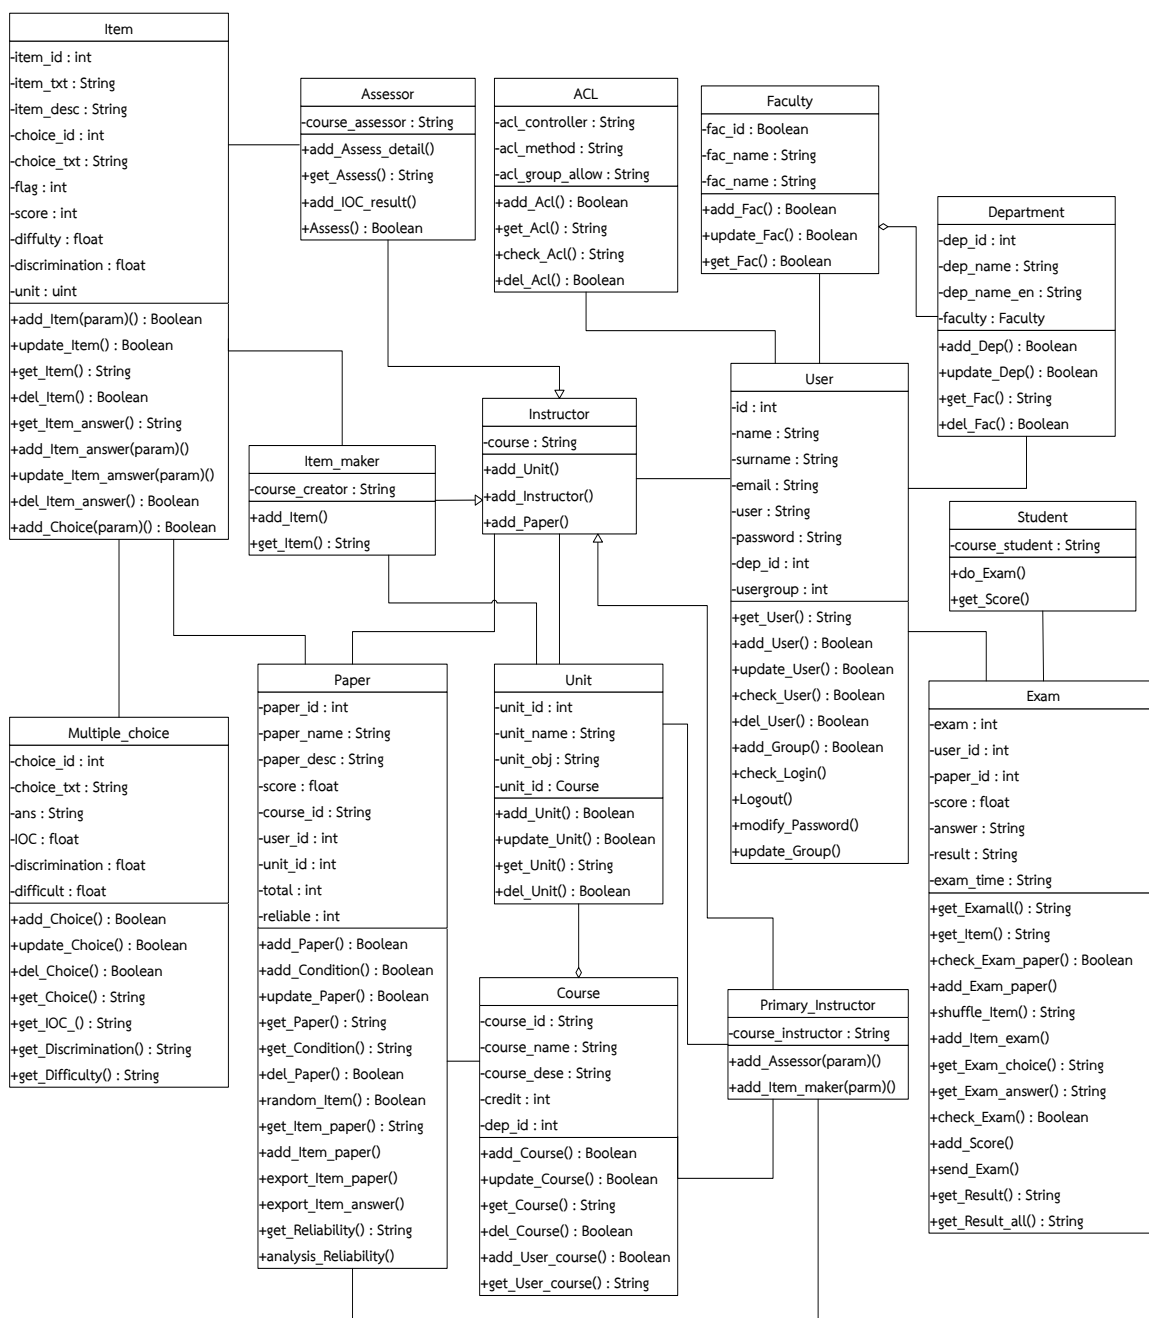 Item
-item_id : int
-item_txt : String
-item_desc : String
-choice_id : int
-choice_txt : String
-flag : int
-score : int
-diffulty : float
-discrimination : float
-unit : uint
+add_Item(param)() : Boolean
+update_Item() : Boolean
+get_Item() : String
+del_Item() : Boolean
+get_Item_answer() : String
+add_Item_answer(param)()
+update_Item_amswer(param)()
+del_Item_answer() : Boolean
+add_Choice(param)() : Boolean
Assessor
-course_assessor : String
+add_Assess_detail()
+get_Assess() : String
+add_IOC_result()
+Assess() : Boolean
ACL
-acl_controller : String
-acl_method : String
-acl_group_allow : String
+add_Acl() : Boolean
+get_Acl() : String
+check_Acl() : String
+del_Acl() : Boolean
Faculty
-fac_id : Boolean
-fac_name : String
-fac_name : String
+add_Fac() : Boolean
+update_Fac() : Boolean
+get_Fac() : Boolean
Department
-dep_id : int
-dep_name : String
-dep_name_en : String
-faculty : Faculty
+add_Dep() : Boolean
+update_Dep() : Boolean
+get_Fac() : String
+del_Fac() : Boolean
Item_maker
-course_creator : String
+add_Item()
+get_Item() : String
Instructor
-course : String
+add_Unit()
+add_Instructor()
+add_Paper()
User
-id : int
-name : String
-surname : String
-email : String
-user : String
-password : String
-dep_id : int
-usergroup : int
+get_User() : String
+add_User() : Boolean
+update_User() : Boolean
+check_User() : Boolean
+del_User() : Boolean
+add_Group() : Boolean
+check_Login()
+Logout()
+modify_Password()
+update_Group()
Student
-course_student : String
+do_Exam()
+get_Score()
Multiple_choice
-choice_id : int
-choice_txt : String
-ans : String
-IOC : float
-discrimination : float
-difficult : float
+add_Choice() : Boolean
+update_Choice() : Boolean
+del_Choice() : Boolean
+get_Choice() : String
+get_IOC_() : String
+get_Discrimination() : String
+get_Difficulty() : String
Paper
-paper_id : int
-paper_name : String
-paper_desc : String
-score : float
-course_id : String
-user_id : int
-unit_id : int
-total : int
-reliable : int
+add_Paper() : Boolean
+add_Condition() : Boolean
+update_Paper() : Boolean
+get_Paper() : String
+get_Condition() : String
+del_Paper() : Boolean
+random_Item() : Boolean
+get_Item_paper() : String
+add_Item_paper()
+export_Item_paper()
+export_Item_answer()
+get_Reliability() : String
+analysis_Reliability()
Unit
-unit_id : int
-unit_name : String
-unit_obj : String
-unit_id : Course
+add_Unit() : Boolean
+update_Unit() : Boolean
+get_Unit() : String
+del_Unit() : Boolean
Course
-course_id : String
-course_name : String
-course_dese : String
-credit : int
-dep_id : int
+add_Course() : Boolean
+update_Course() : Boolean
+get_Course() : String
+del_Course() : Boolean
+add_User_course() : Boolean
+get_User_course() : String
Primary_Instructor
-course_instructor : String
+add_Assessor(param)()
+add_Item_maker(parm)()
Exam
-exam : int
-user_id : int
-paper_id : int
-score : float
-answer : String
-result : String
-exam_time : String
+get_Examall() : String
+get_Item() : String
+check_Exam_paper() : Boolean
+add_Exam_paper()
+shuffle_Item() : String
+add_Item_exam()
+get_Exam_choice() : String
+get_Exam_answer() : String
+check_Exam() : Boolean
+add_Score()
+send_Exam()
+get_Result() : String
+get_Result_all() : String